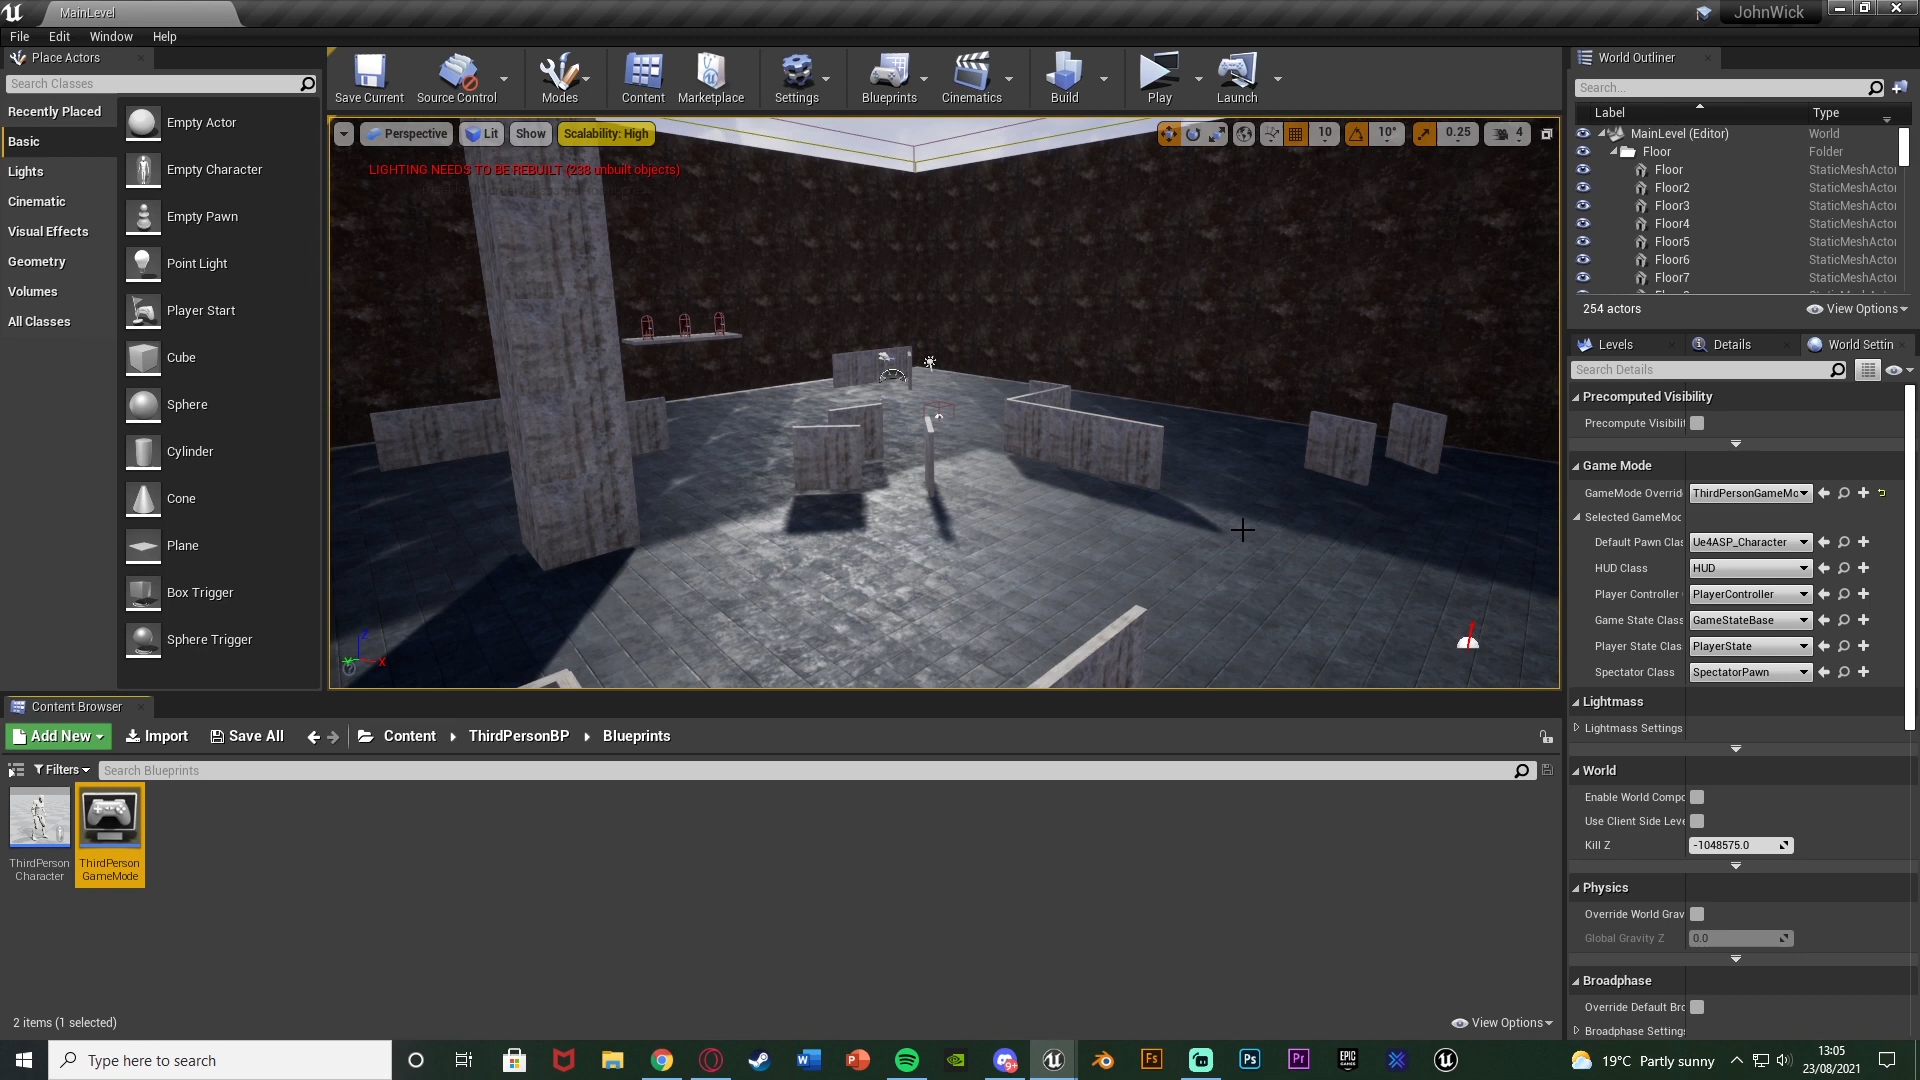 MainLevel
JohnWick
File Edit Window Help
Place Actors
Search Classes
Recently Placed
Basic
Lights
Cinematic
Visual Effects
Geometry
Volumes
All Classes
Empty Actor
Empty Character
Empty Pawn
Point Light
Player Start
Cube
Sphere
Cylinder
Cone
Plane
Box Trigger
Sphere Trigger
Save Current Source Control Modes Content Marketplace Settings Blueprints Cinematics Build Play Launch
Perspective Lit Show Scalability: High 10 10° 0.25 4
LIGHTING NEEDS TO BE REBUILT (238 unbuilt objects)
Z
Y X
World Outliner
Search...
Label Type
MainLevel (Editor) World
Floor Folder
Floor StaticMeshActor
Floor2 StaticMeshActor
Floor3 StaticMeshActor
Floor4 StaticMeshActor
Floor5 StaticMeshActor
Floor6 StaticMeshActor
Floor7 StaticMeshActor
254 actors View Options
Levels Details World Settin
Search Details
Precomputed Visibility
Precompute Visibilit
Game Mode
GameMode Overrid ThirdPersonGameMo
Selected GameMod
Default Pawn Clas Ue4ASP_Character
HUD Class HUD
Player Controller PlayerController
Game State Class GameStateBase
Player State Clas PlayerState
Spectator Class SpectatorPawn
Lightmass
Lightmass Settings
World
Enable World Compo
Use Client Side Leve
Kill Z -1048575.0
Physics
Override World Grav
Global Gravity Z 0.0
Broadphase
Override Default Bro
Broadphase Settings
Content Browser
Add New Import Save All Content ThirdPersonBP Blueprints
Filters Search Blueprints
ThirdPerson
Character
ThirdPerson
GameMode
2 items (1 selected) View Options
Type here to search
9+
Fs
Ps
Pr
EPIC
GAMES
19°C Partly sunny
13:05
23/08/2021